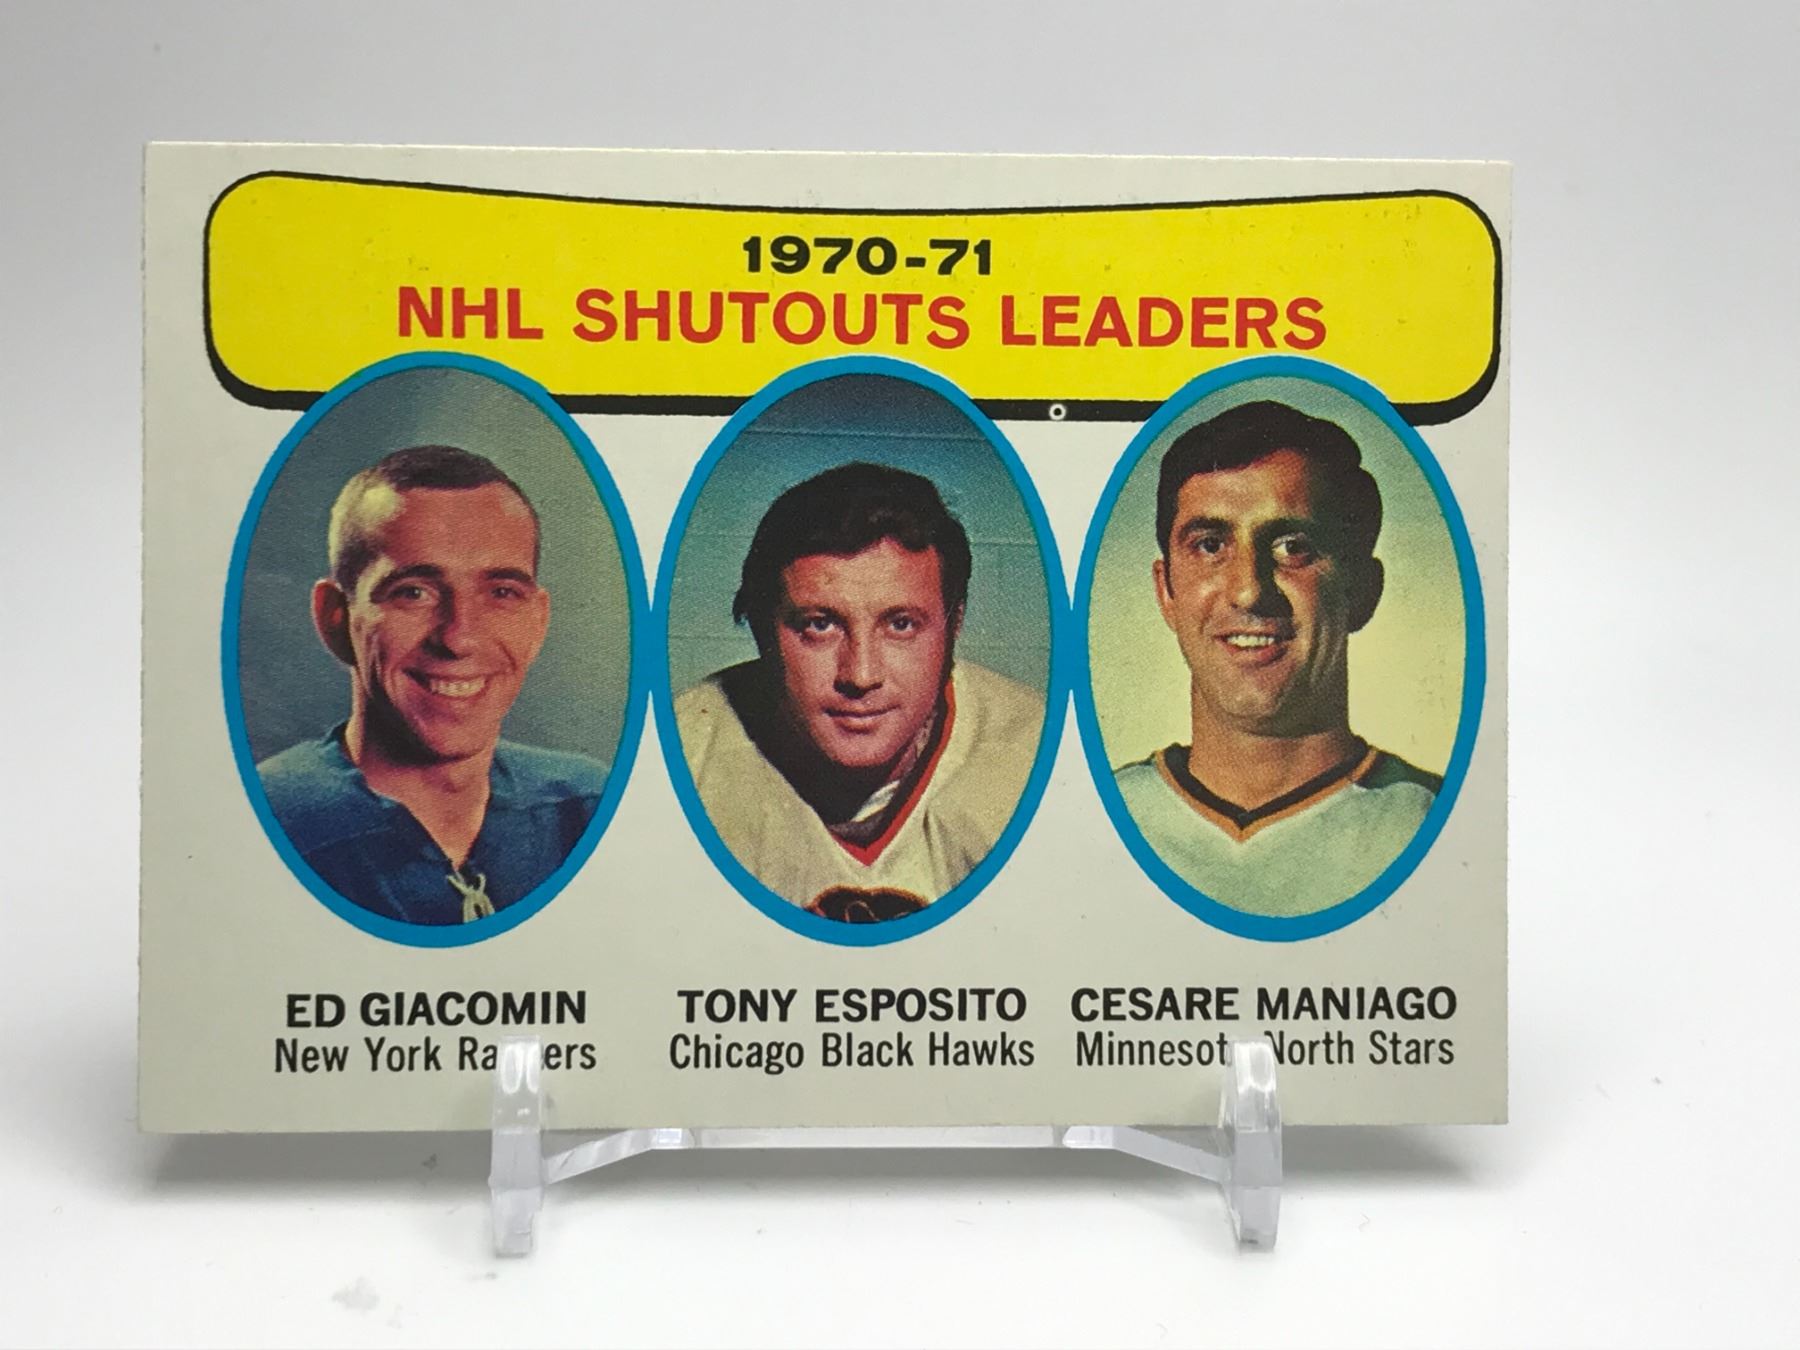 1970-71
NHL SHUTOUTS LEADERS
ED GIACOMIN TONY ESPOSITO CESARE MANIAGO
New York Chicago Black Hawks North Stars